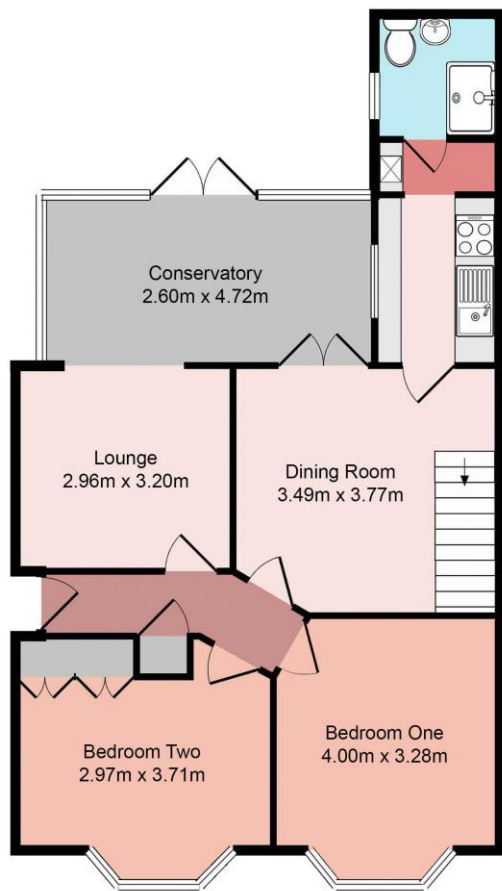 Conservatory
2.60m x 4.72m
Lounge
2.96m x 3.20m
Dining Room
3.49m x 3.77m
Bedroom Two
2.97m x 3.71m
Bedroom One
4.00m x 3.28m